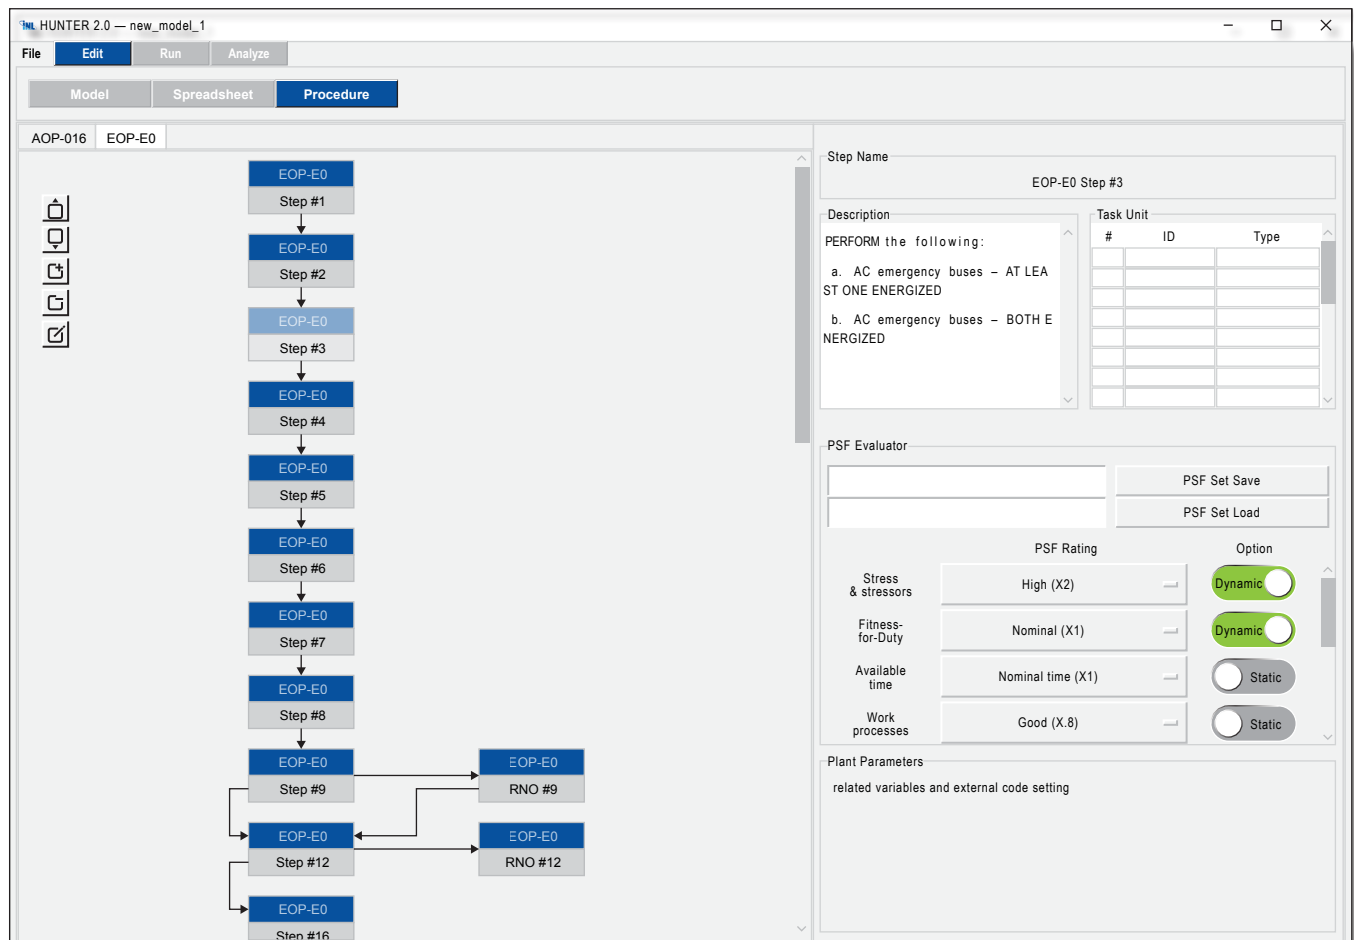 INL HUNTER 2.0 — new_model_1
File Edit Run Analyze
Model Spreadsheet Procedure
AOP-016 EOP-E0
EOP-E0
Step #1
EOP-E0
Step #2
EOP-E0
Step #3
EOP-E0
Step #4
EOP-E0
Step #5
EOP-E0
Step #6
EOP-E0
Step #7
EOP-E0
Step #8
EOP-E0
Step #9
EOP-E0
RNO #9
EOP-E0
Step #12
EOP-E0
RNO #12
EOP-E0
Step #16
Step Name
EOP-E0 Step #3
Description
PERFORM the following:
a. AC emergency buses – AT LEA
ST ONE ENERGIZED
b. AC emergency buses – BOTH E
NERGIZED
Task Unit
# ID Type
PSF Evaluator
PSF Set Save
PSF Set Load
PSF Rating Option
Stress
& stressors
High (X2)
Dynamic
Fitness-
for-Duty
Nominal (X1)
Dynamic
Available
time
Nominal time (X1)
Static
Work
processes
Good (X.8)
Static
Plant Parameters
related variables and external code setting